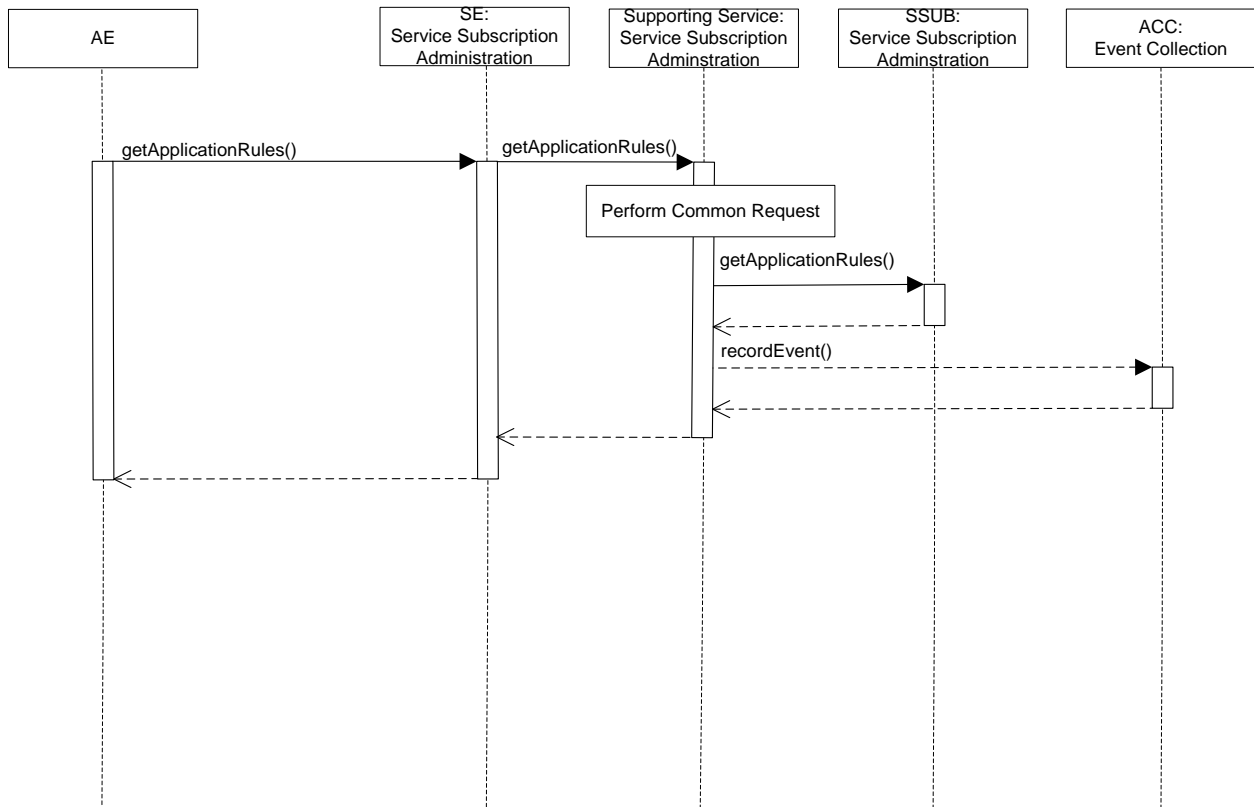 AE
SE:
Service Subscription
Administration
Supporting Service:
Service Subscription
Adminstration
SSUB:
Service Subscription
Adminstration
ACC:
Event Collection
getApplicationRules()
getApplicationRules()
Perform Common Request
getApplicationRules()
recordEvent()